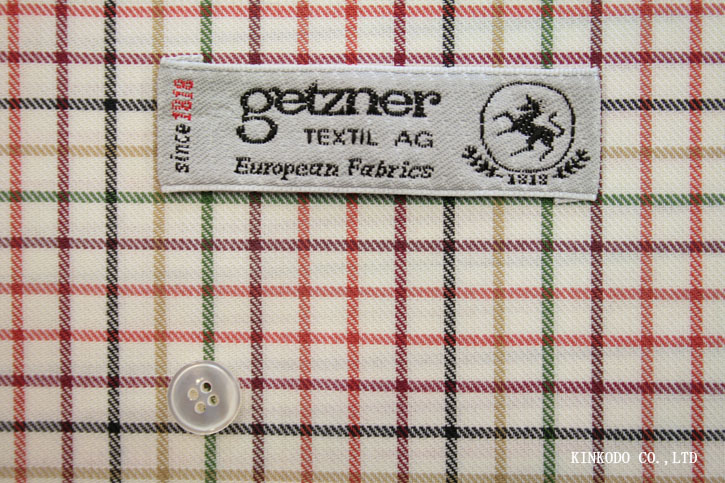 since 1818
getzner
TEXTIL AG
European Fabrics
1818
KINKODO CO.,LTD